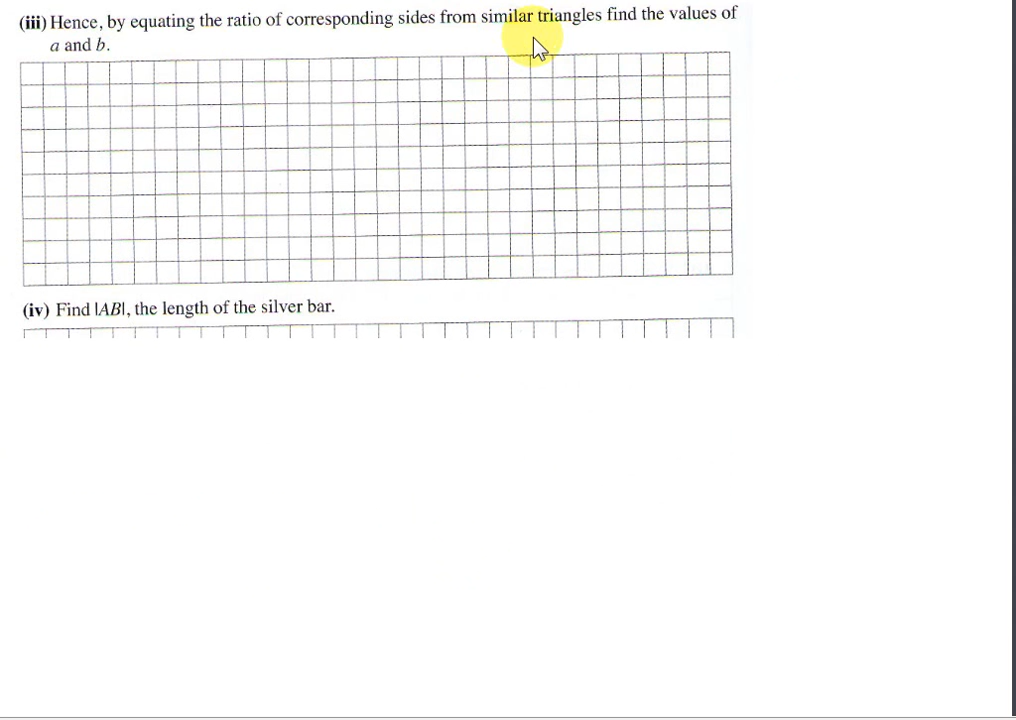 (iii) Hence, by equating the ratio of corresponding sides from similar triangles find the values of
a and b.
(iv) Find |AB|, the length of the silver bar.